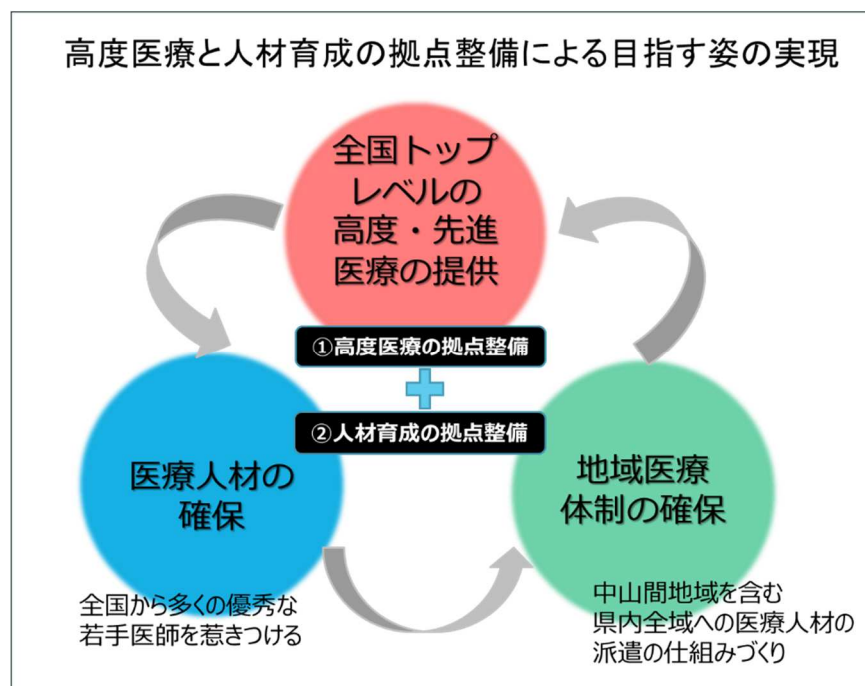 高度医療と人材育成の拠点整備による目指す姿の実現
全国トップ
レベルの
高度・先進
医療の提供
①高度医療の拠点整備
②人材育成の拠点整備
医療人材の
確保
全国から多くの優秀な
若手医師を惹きつける
地域医療
体制の確保
中山間地域を含む
県内全域への医療人材の
派遣の仕組みづくり